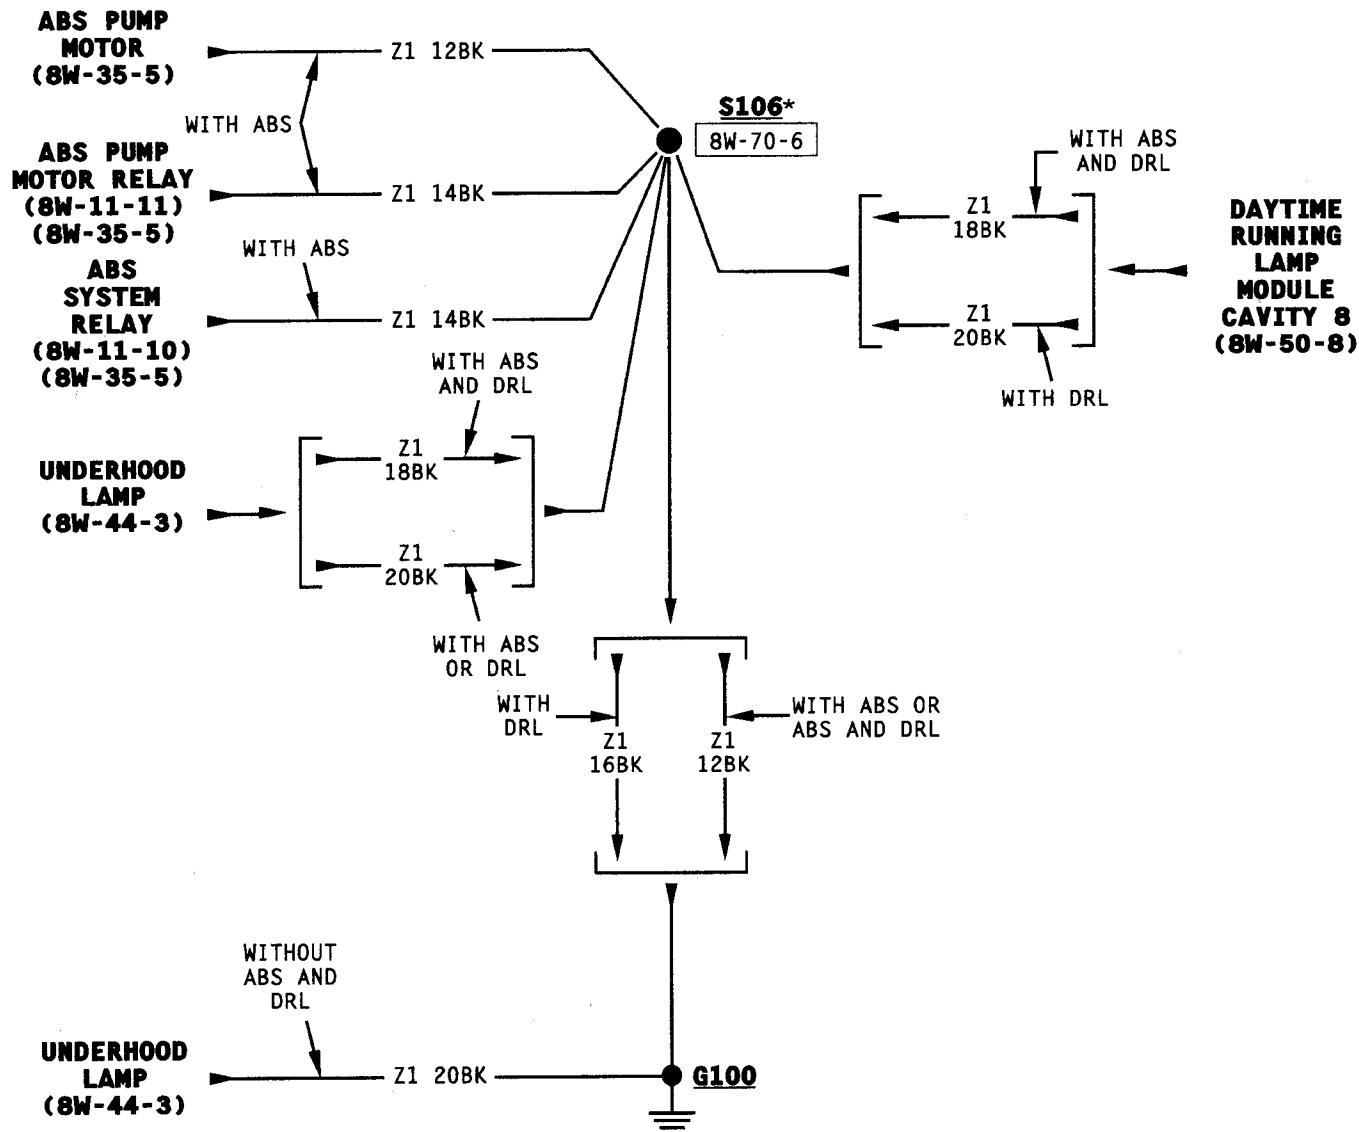 ABS PUMP
MOTOR
(8W-35-5)
Z1 12BK
WITH ABS
S106*
8W-70-6
ABS PUMP
MOTOR RELAY
(8W-11-11)
(8W-35-5)
Z1 14BK
WITH ABS
AND DRL
Z1
18BK
Z1
20BK
WITH DRL
DAYTIME
RUNNING
LAMP
MODULE
CAVITY 8
(8W-50-8)
WITH ABS
ABS
SYSTEM
RELAY
(8W-11-10)
(8W-35-5)
Z1 14BK
WITH ABS
AND DRL
UNDERHOOD
LAMP
(8W-44-3)
Z1
18BK
Z1
20BK
WITH ABS
OR DRL
WITH
DRL
WITH ABS OR
ABS AND DRL
Z1
16BK
Z1
12BK
WITHOUT
ABS AND
DRL
UNDERHOOD
LAMP
(8W-44-3)
Z1 20BK
G100